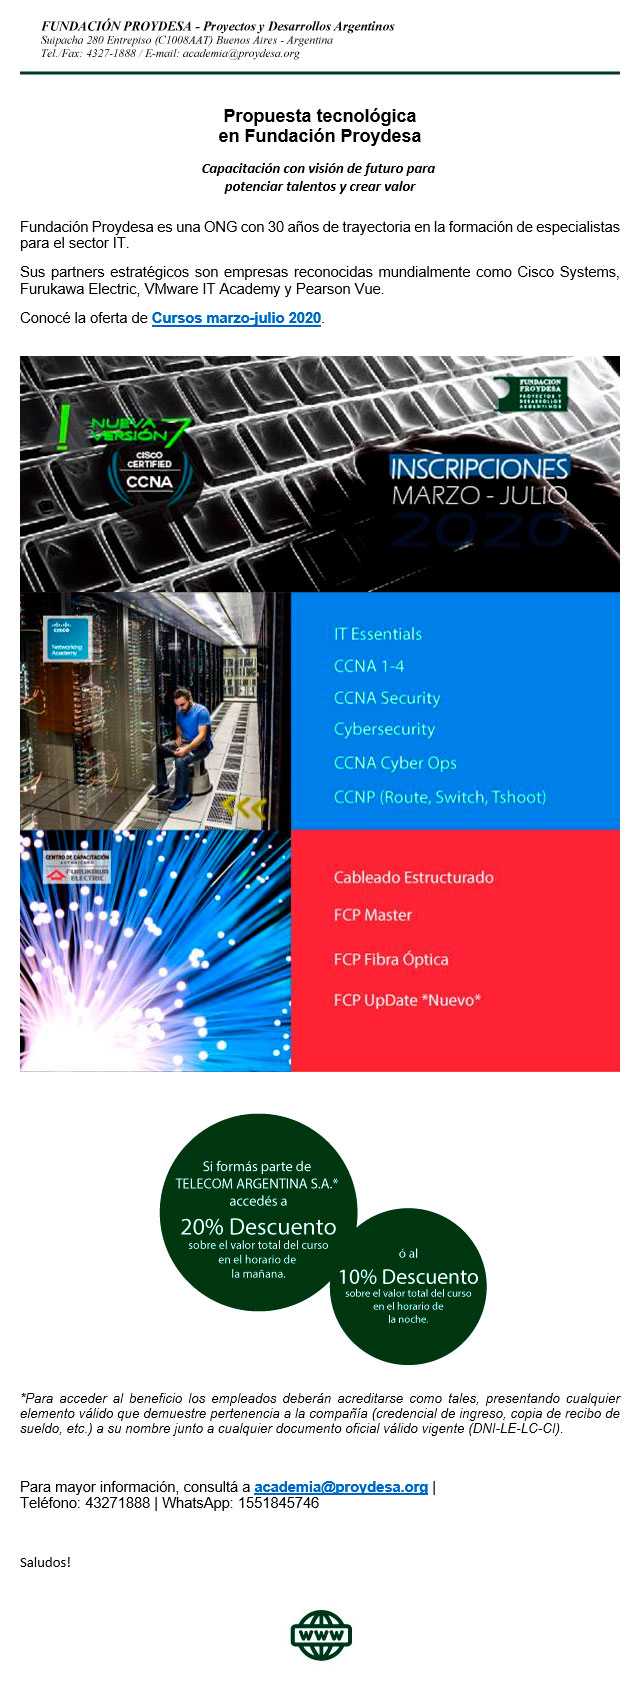 FUNDACIÓN PROYDESA - Proyectos y Desarrollos Argentinos
Suipacha 280 Entrepiso (C1008AAT) Buenos Aires - Argentina
Tel./Fax: 4327-1888 / E-mail: academia@proydesa.org
Propuesta tecnológica
en Fundación Proydesa
Capacitación con visión de futuro para
potenciar talentos y crear valor
Fundación Proydesa es una ONG con 30 años de trayectoria en la formación de especialistas
para el sector IT.
Sus partners estratégicos son empresas reconocidas mundialmente como Cisco Systems,
Furukawa Electric, VMware IT Academy y Pearson Vue.
Conocé la oferta de Cursos marzo-julio 2020.
FUNDACION
PROYDESA
PROYECTOS Y
DESARROLLOS
ARGENTINOS
! NUEVA
VERSIÓN 7
CISCO
CERTIFIED
CCNA
INSCRIPCIONES
MARZO - JULIO
2020
CISCO
Networking
Academy
IT Essentials
CCNA 1-4
CCNA Security
Cybersecurity
CCNA Cyber Ops
CCNP (Route, Switch, Tshoot)
CENTRO DE CAPACITACIÓN
AUTORIZADO
FURUKAWA
ELECTRIC
Cableado Estructurado
FCP Master
FCP Fibra Óptica
FCP UpDate *Nuevo*
Si formás parte de
TELECOM ARGENTINA S.A.*
accedés a
20% Descuento
sobre el valor total del curso
en el horario de
la mañana.
ó al
10% Descuento
sobre el valor total del curso
en el horario de
la noche.
*Para acceder al beneficio los empleados deberán acreditarse como tales, presentando cualquier
elemento válido que demuestre pertenencia a la compañía (credencial de ingreso, copia de recibo de
sueldo, etc.) a su nombre junto a cualquier documento oficial válido vigente (DNI-LE-LC-CI).
Para mayor información, consultá a academia@proydesa.org |
Teléfono: 43271888 | WhatsApp: 1551845746
Saludos!
WWW